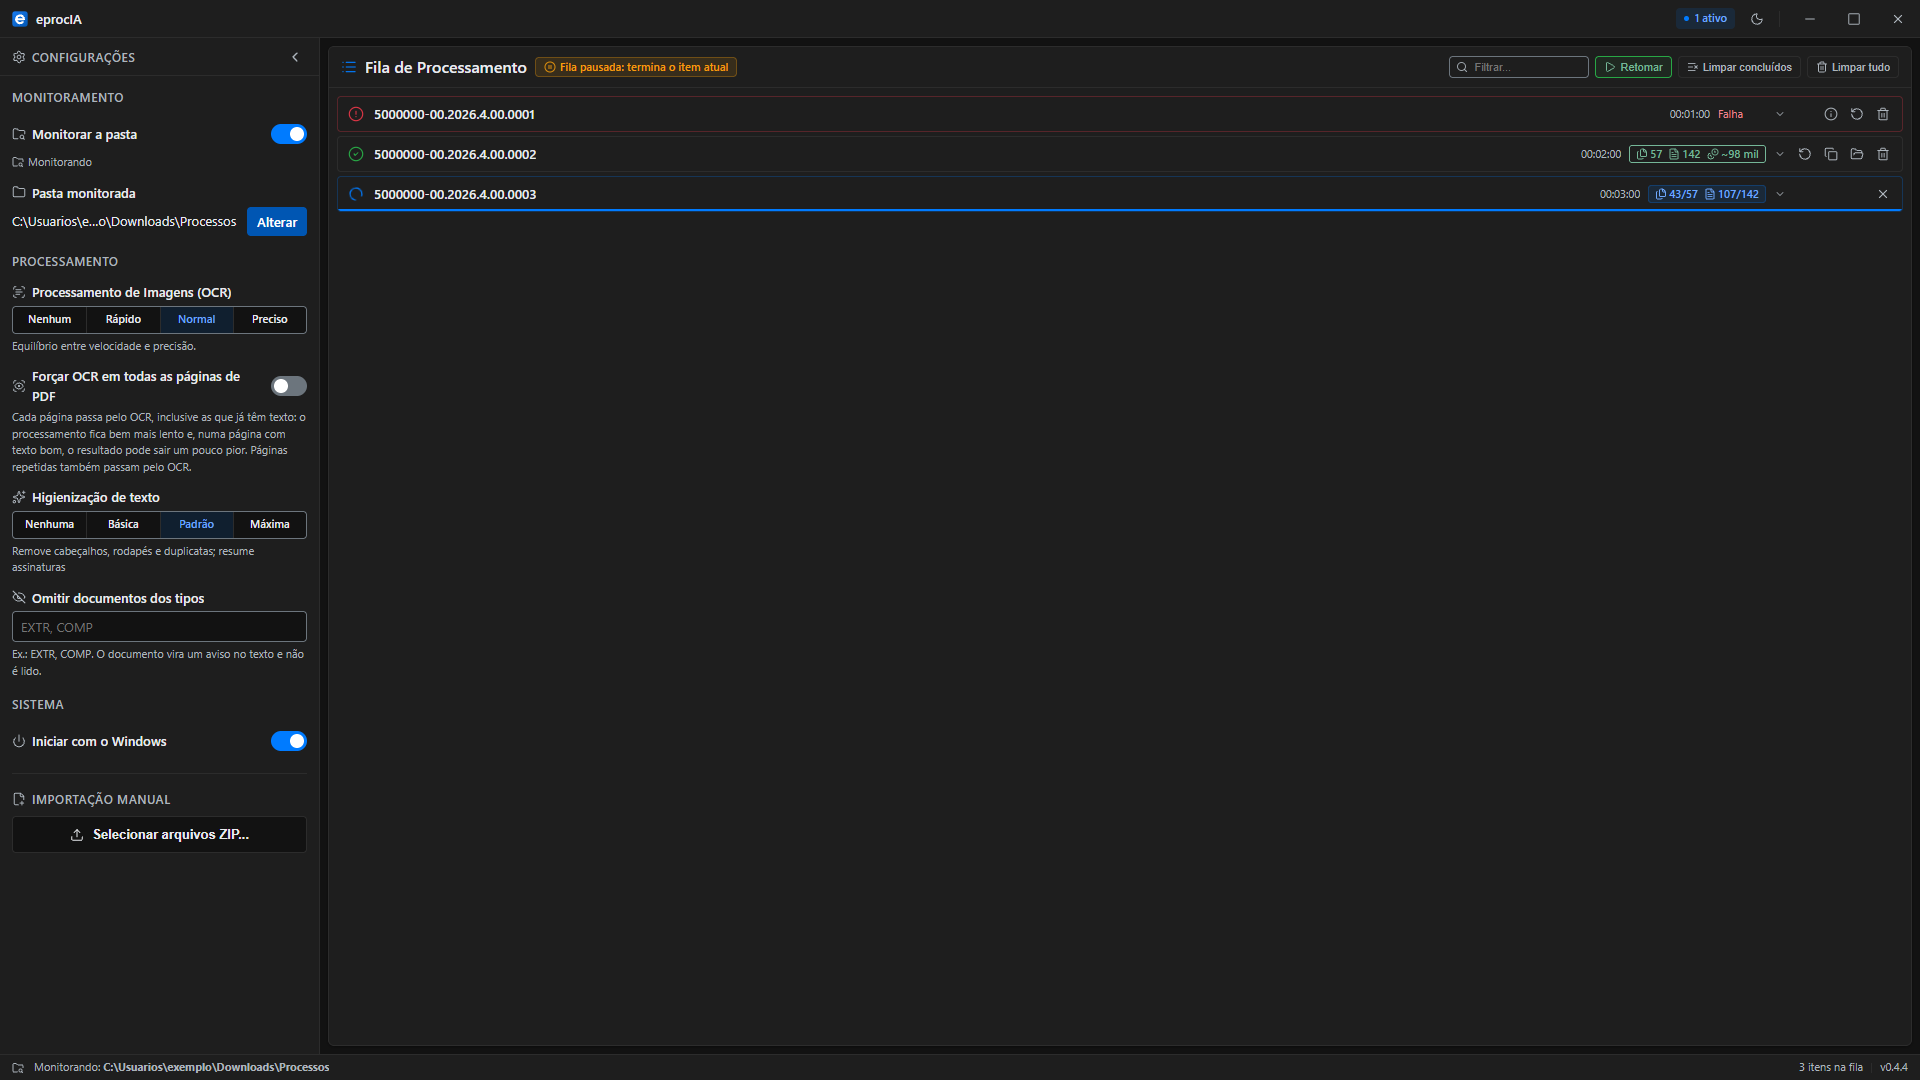 eprocIA
1 ativo
CONFIGURAÇÕES
MONITORAMENTO
Monitorar a pasta
Monitorando
Pasta monitorada
C:\Usuarios\e...o\Downloads\Processos
Alterar
PROCESSAMENTO
Processamento de Imagens (OCR)
Nenhum Rápido Normal Preciso
Equilíbrio entre velocidade e precisão.
Forçar OCR em todas as páginas de
PDF
Cada página passa pelo OCR, inclusive as que já têm texto: o
processamento fica bem mais lento e, numa página com
texto bom, o resultado pode sair um pouco pior. Páginas
repetidas também passam pelo OCR.
Higienização de texto
Nenhuma Básica Padrão Máxima
Remove cabeçalhos, rodapés e duplicatas; resume
assinaturas
Omitir documentos dos tipos
EXTR, COMP
Ex.: EXTR, COMP. O documento vira um aviso no texto e não
é lido.
SISTEMA
Iniciar com o Windows
IMPORTAÇÃO MANUAL
Selecionar arquivos ZIP...
Fila de Processamento Fila pausada: termina o item atual Filtrar... Retomar Limpar concluídos Limpar tudo
5000000-00.2026.4.00.0001 00:01:00 Falha
5000000-00.2026.4.00.0002 00:02:00 57 142 ~98 mil
5000000-00.2026.4.00.0003 00:03:00 43/57 107/142
Monitorando: C:\Usuarios\exemplo\Downloads\Processos
3 itens na fila v0.4.4